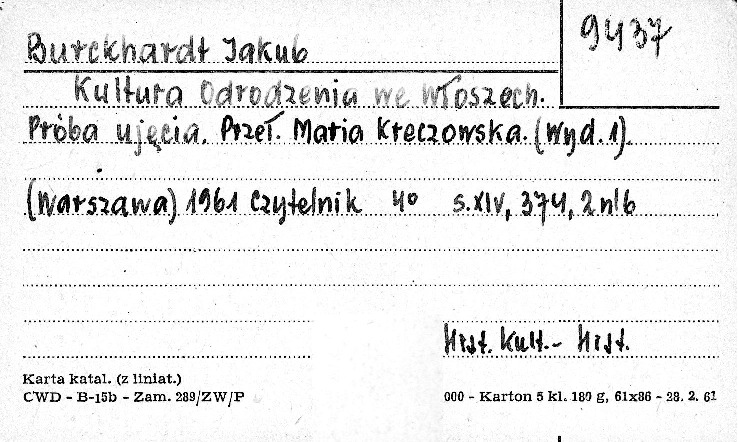 9437
Burckhardt Jakub
Kultura Odrodzenia we Włoszech.
Próba ujęcia. Przeł. Maria Kreczowska. (Wyd. 1).
(Warszawa) 1961 Czytelnik 4º s. XIV, 374, 2 nlb
Hist. Kult. - Hist.
Karta katal. (z liniat.)
CWD - B-15b - Zam. 289/ZW/P
000 - Karton 5 kl. 180 g, 61x86 - 28. 2. 61